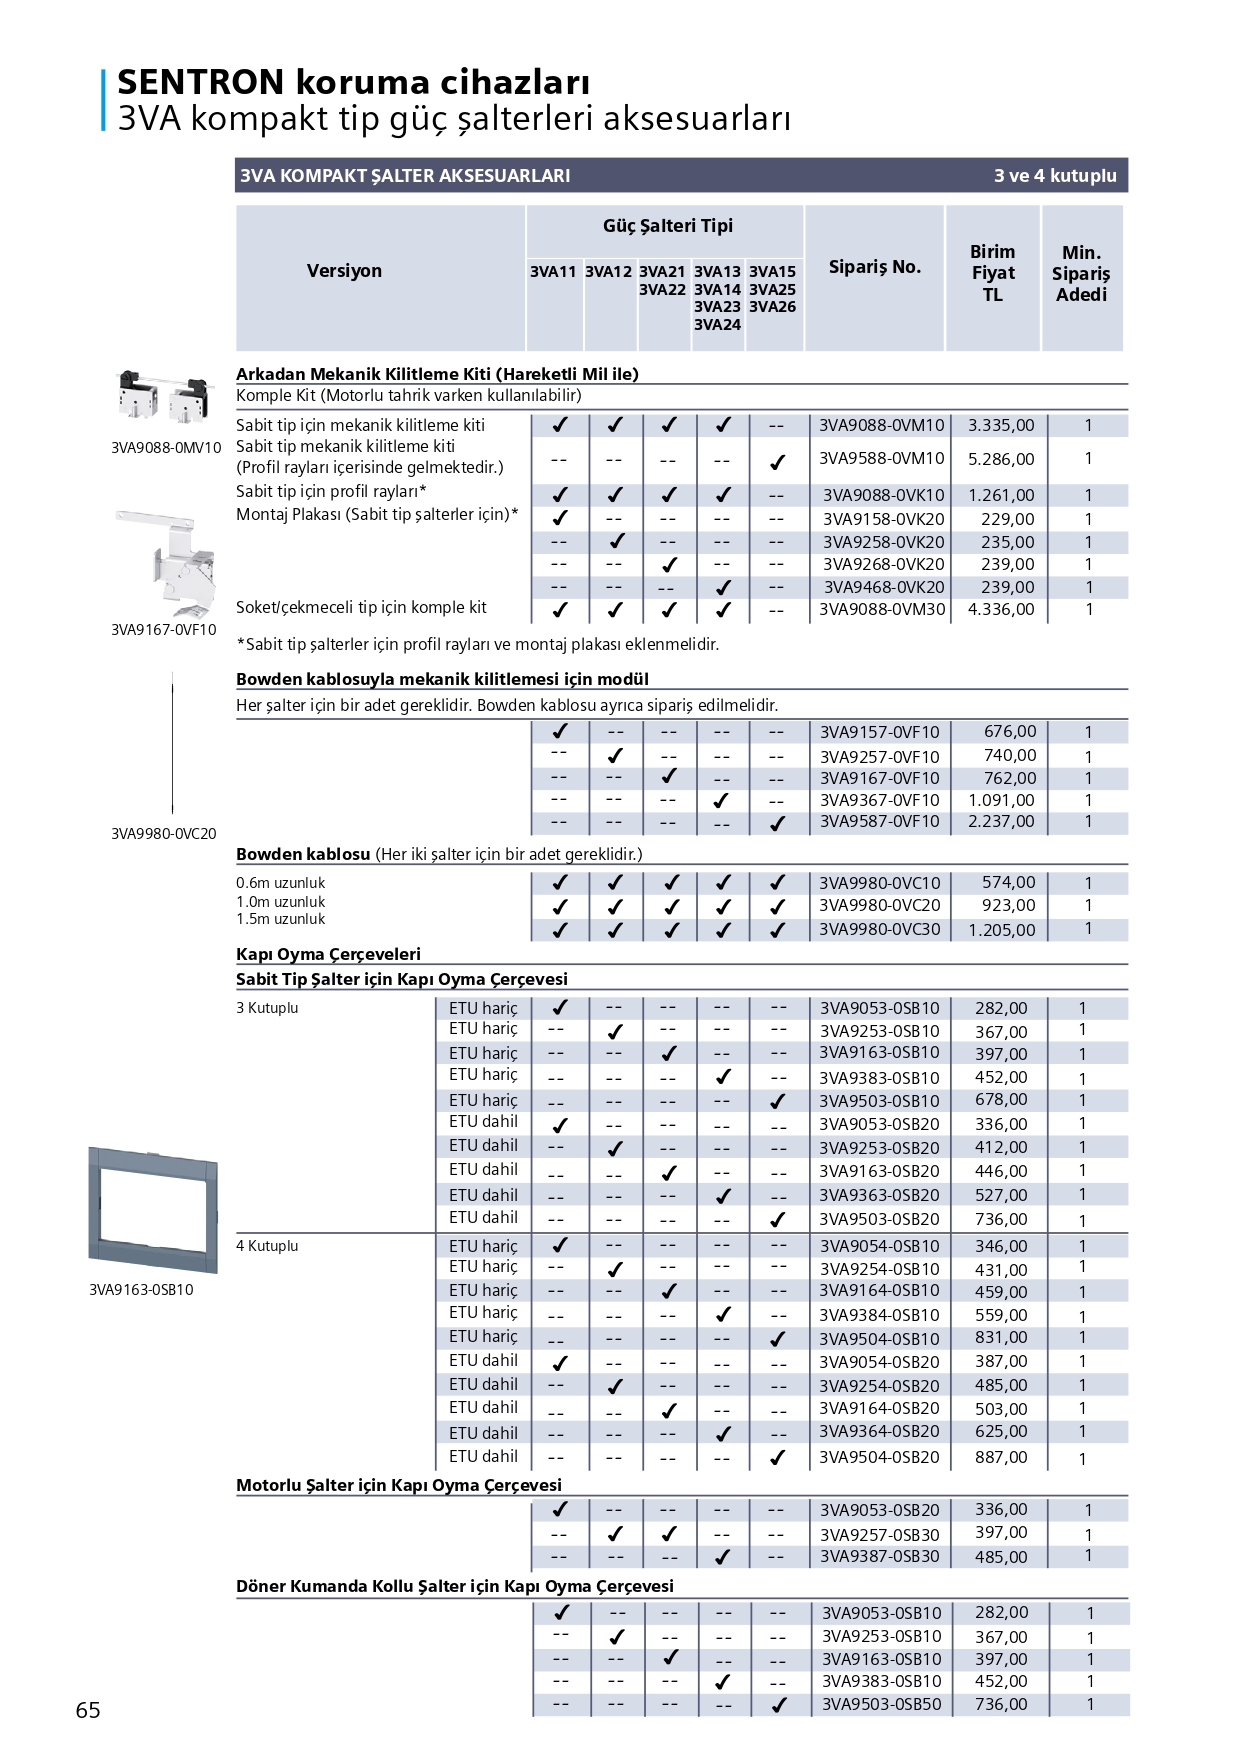 SENTRON koruma cihazları
3VA kompakt tip güç şalterleri aksesuarları
3VA KOMPAKT ŞALTER AKSESUARLARI 3 ve 4 kutuplu
Versiyon
Güç Şalteri Tipi
3VA11 3VA12 3VA21 3VA13 3VA15
3VA22 3VA14 3VA25
3VA23 3VA26
3VA24
Sipariş No.
Birim
Fiyat
TL
Min.
Sipariş
Adedi
Arkadan Mekanik Kilitleme Kiti (Hareketli Mil ile)
Komple Kit (Motorlu tahrik varken kullanılabilir)
Sabit tip için mekanik kilitleme kiti ✓ ✓ ✓ ✓ -- 3VA9088-0VM10 3.335,00 1
3VA9088-0MV10
Sabit tip mekanik kilitleme kiti
(Profil rayları içerisinde gelmektedir.) -- -- -- -- ✓ 3VA9588-0VM10 5.286,00 1
Sabit tip için profil rayları* ✓ ✓ ✓ ✓ -- 3VA9088-0VK10 1.261,00 1
Montaj Plakası (Sabit tip şalterler için)* ✓ -- -- -- -- 3VA9158-0VK20 229,00 1
-- ✓ -- -- -- 3VA9258-0VK20 235,00 1
-- -- ✓ -- -- 3VA9268-0VK20 239,00 1
-- -- -- ✓ -- 3VA9468-0VK20 239,00 1
Soket/çekmeceli tip için komple kit ✓ ✓ ✓ ✓ -- 3VA9088-0VM30 4.336,00 1
3VA9167-0VF10
*Sabit tip şalterler için profil rayları ve montaj plakası eklenmelidir.
Bowden kablosuyla mekanik kilitlemesi için modül
Her şalter için bir adet gereklidir. Bowden kablosu ayrıca sipariş edilmelidir.
✓ -- -- -- -- 3VA9157-0VF10 676,00 1
-- ✓ -- -- -- 3VA9257-0VF10 740,00 1
-- -- ✓ -- -- 3VA9167-0VF10 762,00 1
-- -- -- ✓ -- 3VA9367-0VF10 1.091,00 1
-- -- -- -- ✓ 3VA9587-0VF10 2.237,00 1
3VA9980-0VC20
Bowden kablosu (Her iki şalter için bir adet gereklidir.)
0.6m uzunluk ✓ ✓ ✓ ✓ ✓ 3VA9980-0VC10 574,00 1
1.0m uzunluk ✓ ✓ ✓ ✓ ✓ 3VA9980-0VC20 923,00 1
1.5m uzunluk ✓ ✓ ✓ ✓ ✓ 3VA9980-0VC30 1.205,00 1
Kapı Oyma Çerçeveleri
Sabit Tip Şalter için Kapı Oyma Çerçevesi
3 Kutuplu ETU hariç ✓ -- -- -- -- 3VA9053-0SB10 282,00 1
ETU hariç -- ✓ -- -- -- 3VA9253-0SB10 367,00 1
ETU hariç -- -- ✓ -- -- 3VA9163-0SB10 397,00 1
ETU hariç -- -- -- ✓ -- 3VA9383-0SB10 452,00 1
ETU hariç -- -- -- -- ✓ 3VA9503-0SB10 678,00 1
ETU dahil ✓ -- -- -- -- 3VA9053-0SB20 336,00 1
ETU dahil -- ✓ -- -- -- 3VA9253-0SB20 412,00 1
ETU dahil -- -- ✓ -- -- 3VA9163-0SB20 446,00 1
ETU dahil -- -- -- ✓ -- 3VA9363-0SB20 527,00 1
ETU dahil -- -- -- -- ✓ 3VA9503-0SB20 736,00 1
4 Kutuplu ETU hariç ✓ -- -- -- -- 3VA9054-0SB10 346,00 1
ETU hariç -- ✓ -- -- -- 3VA9254-0SB10 431,00 1
ETU hariç -- -- ✓ -- -- 3VA9164-0SB10 459,00 1
3VA9163-0SB10
ETU hariç -- -- -- ✓ -- 3VA9384-0SB10 559,00 1
ETU hariç -- -- -- -- ✓ 3VA9504-0SB10 831,00 1
ETU dahil ✓ -- -- -- -- 3VA9054-0SB20 387,00 1
ETU dahil -- ✓ -- -- -- 3VA9254-0SB20 485,00 1
ETU dahil -- -- ✓ -- -- 3VA9164-0SB20 503,00 1
ETU dahil -- -- -- ✓ -- 3VA9364-0SB20 625,00 1
ETU dahil -- -- -- -- ✓ 3VA9504-0SB20 887,00 1
Motorlu Şalter için Kapı Oyma Çerçevesi
✓ -- -- -- -- 3VA9053-0SB20 336,00 1
-- ✓ ✓ -- -- 3VA9257-0SB30 397,00 1
-- -- -- ✓ -- 3VA9387-0SB30 485,00 1
Döner Kumanda Kollu Şalter için Kapı Oyma Çerçevesi
✓ -- -- -- -- 3VA9053-0SB10 282,00 1
-- ✓ -- -- -- 3VA9253-0SB10 367,00 1
-- -- ✓ -- -- 3VA9163-0SB10 397,00 1
-- -- -- ✓ -- 3VA9383-0SB10 452,00 1
-- -- -- -- ✓ 3VA9503-0SB50 736,00 1
65